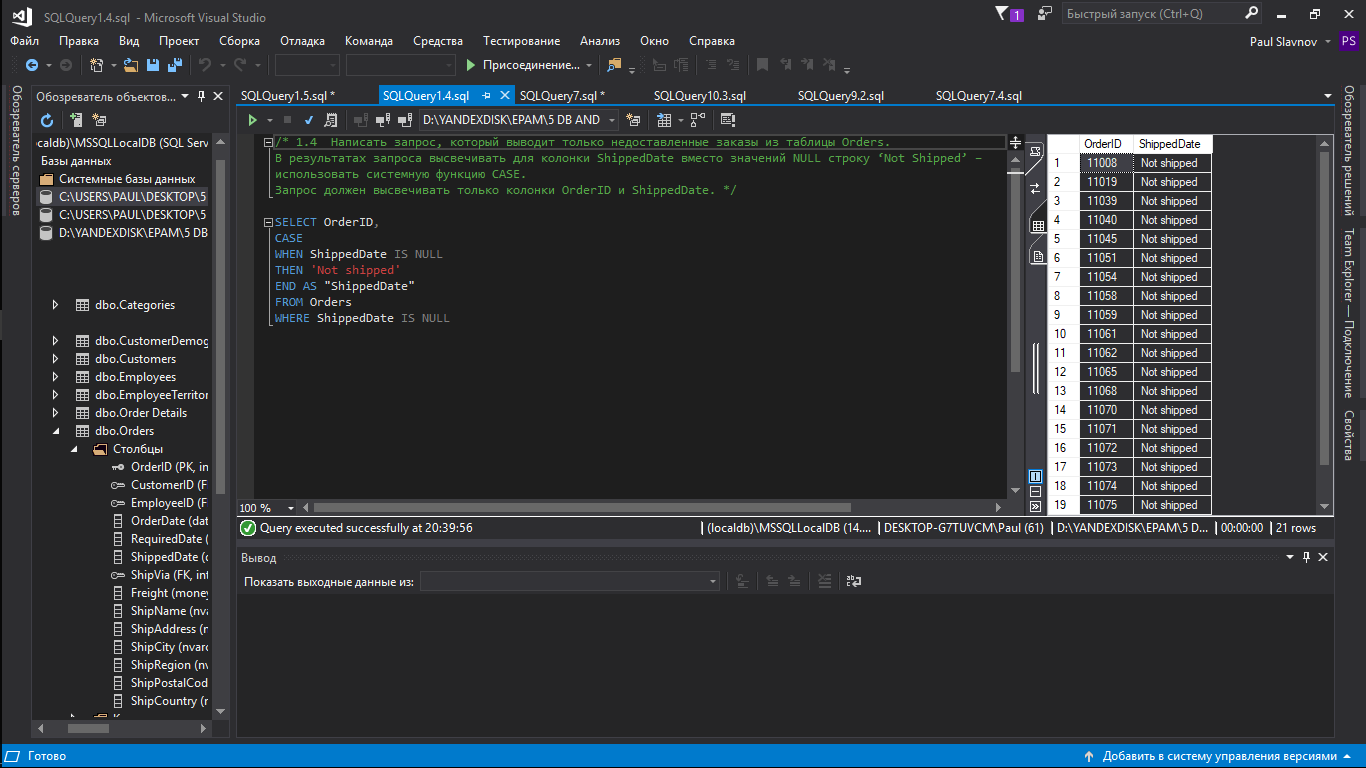 SQLQuery1.4.sql - Microsoft Visual Studio
1
Быстрый запуск (Ctrl+Q)
Файл Правка Вид Проект Сборка Отладка Команда Средства Тестирование Анализ Окно Справка
Paul Slavnov PS
Присоединение...
Обозреватель серверов
Обозреватель объектов...
SQLQuery1.5.sql * SQLQuery1.4.sql SQLQuery7.sql * SQLQuery10.3.sql SQLQuery9.2.sql SQLQuery7.4.sql
D:\YANDEXDISK\EPAM\5 DB AND
(localdb)\MSSQLLocalDB (SQL Serv
Базы данных
Системные базы данных
C:\USERS\PAUL\DESKTOP\5
C:\USERS\PAUL\DESKTOP\5
D:\YANDEXDISK\EPAM\5 DB
dbo.Categories
dbo.CustomerDemog
dbo.Customers
dbo.Employees
dbo.EmployeeTerritor
dbo.Order Details
dbo.Orders
Столбцы
OrderID (PK, in
CustomerID (F
EmployeeID (F
OrderDate (dat
RequiredDate (
ShippedDate (
ShipVia (FK, int
Freight (money
ShipName (nva
ShipAddress (n
ShipCity (nvarc
ShipRegion (nv
ShipPostalCod
ShipCountry (n
/* 1.4 Написать запрос, который выводит только недоставленные заказы из таблицы Orders.
В результатах запроса высвечивать для колонки ShippedDate вместо значений NULL строку ‘Not Shipped’ –
использовать системную функцию CASE.
Запрос должен высвечивать только колонки OrderID и ShippedDate. */
SELECT OrderID,
CASE
WHEN ShippedDate IS NULL
THEN 'Not shipped'
END AS "ShippedDate"
FROM Orders
WHERE ShippedDate IS NULL
100 %
OrderID ShippedDate
1 11008 Not shipped
2 11019 Not shipped
3 11039 Not shipped
4 11040 Not shipped
5 11045 Not shipped
6 11051 Not shipped
7 11054 Not shipped
8 11058 Not shipped
9 11059 Not shipped
10 11061 Not shipped
11 11062 Not shipped
12 11065 Not shipped
13 11068 Not shipped
14 11070 Not shipped
15 11071 Not shipped
16 11072 Not shipped
17 11073 Not shipped
18 11074 Not shipped
19 11075 Not shipped
Обозреватель решений
Team Explorer — Подключение
Свойства
Query executed successfully at 20:39:56
(localdb)\MSSQLLocalDB (14.... DESKTOP-G7TUVCM\Paul (61) D:\YANDEXDISK\EPAM\5 D... 00:00:00 21 rows
Вывод
Показать выходные данные из:
Готово
Добавить в систему управления версиями